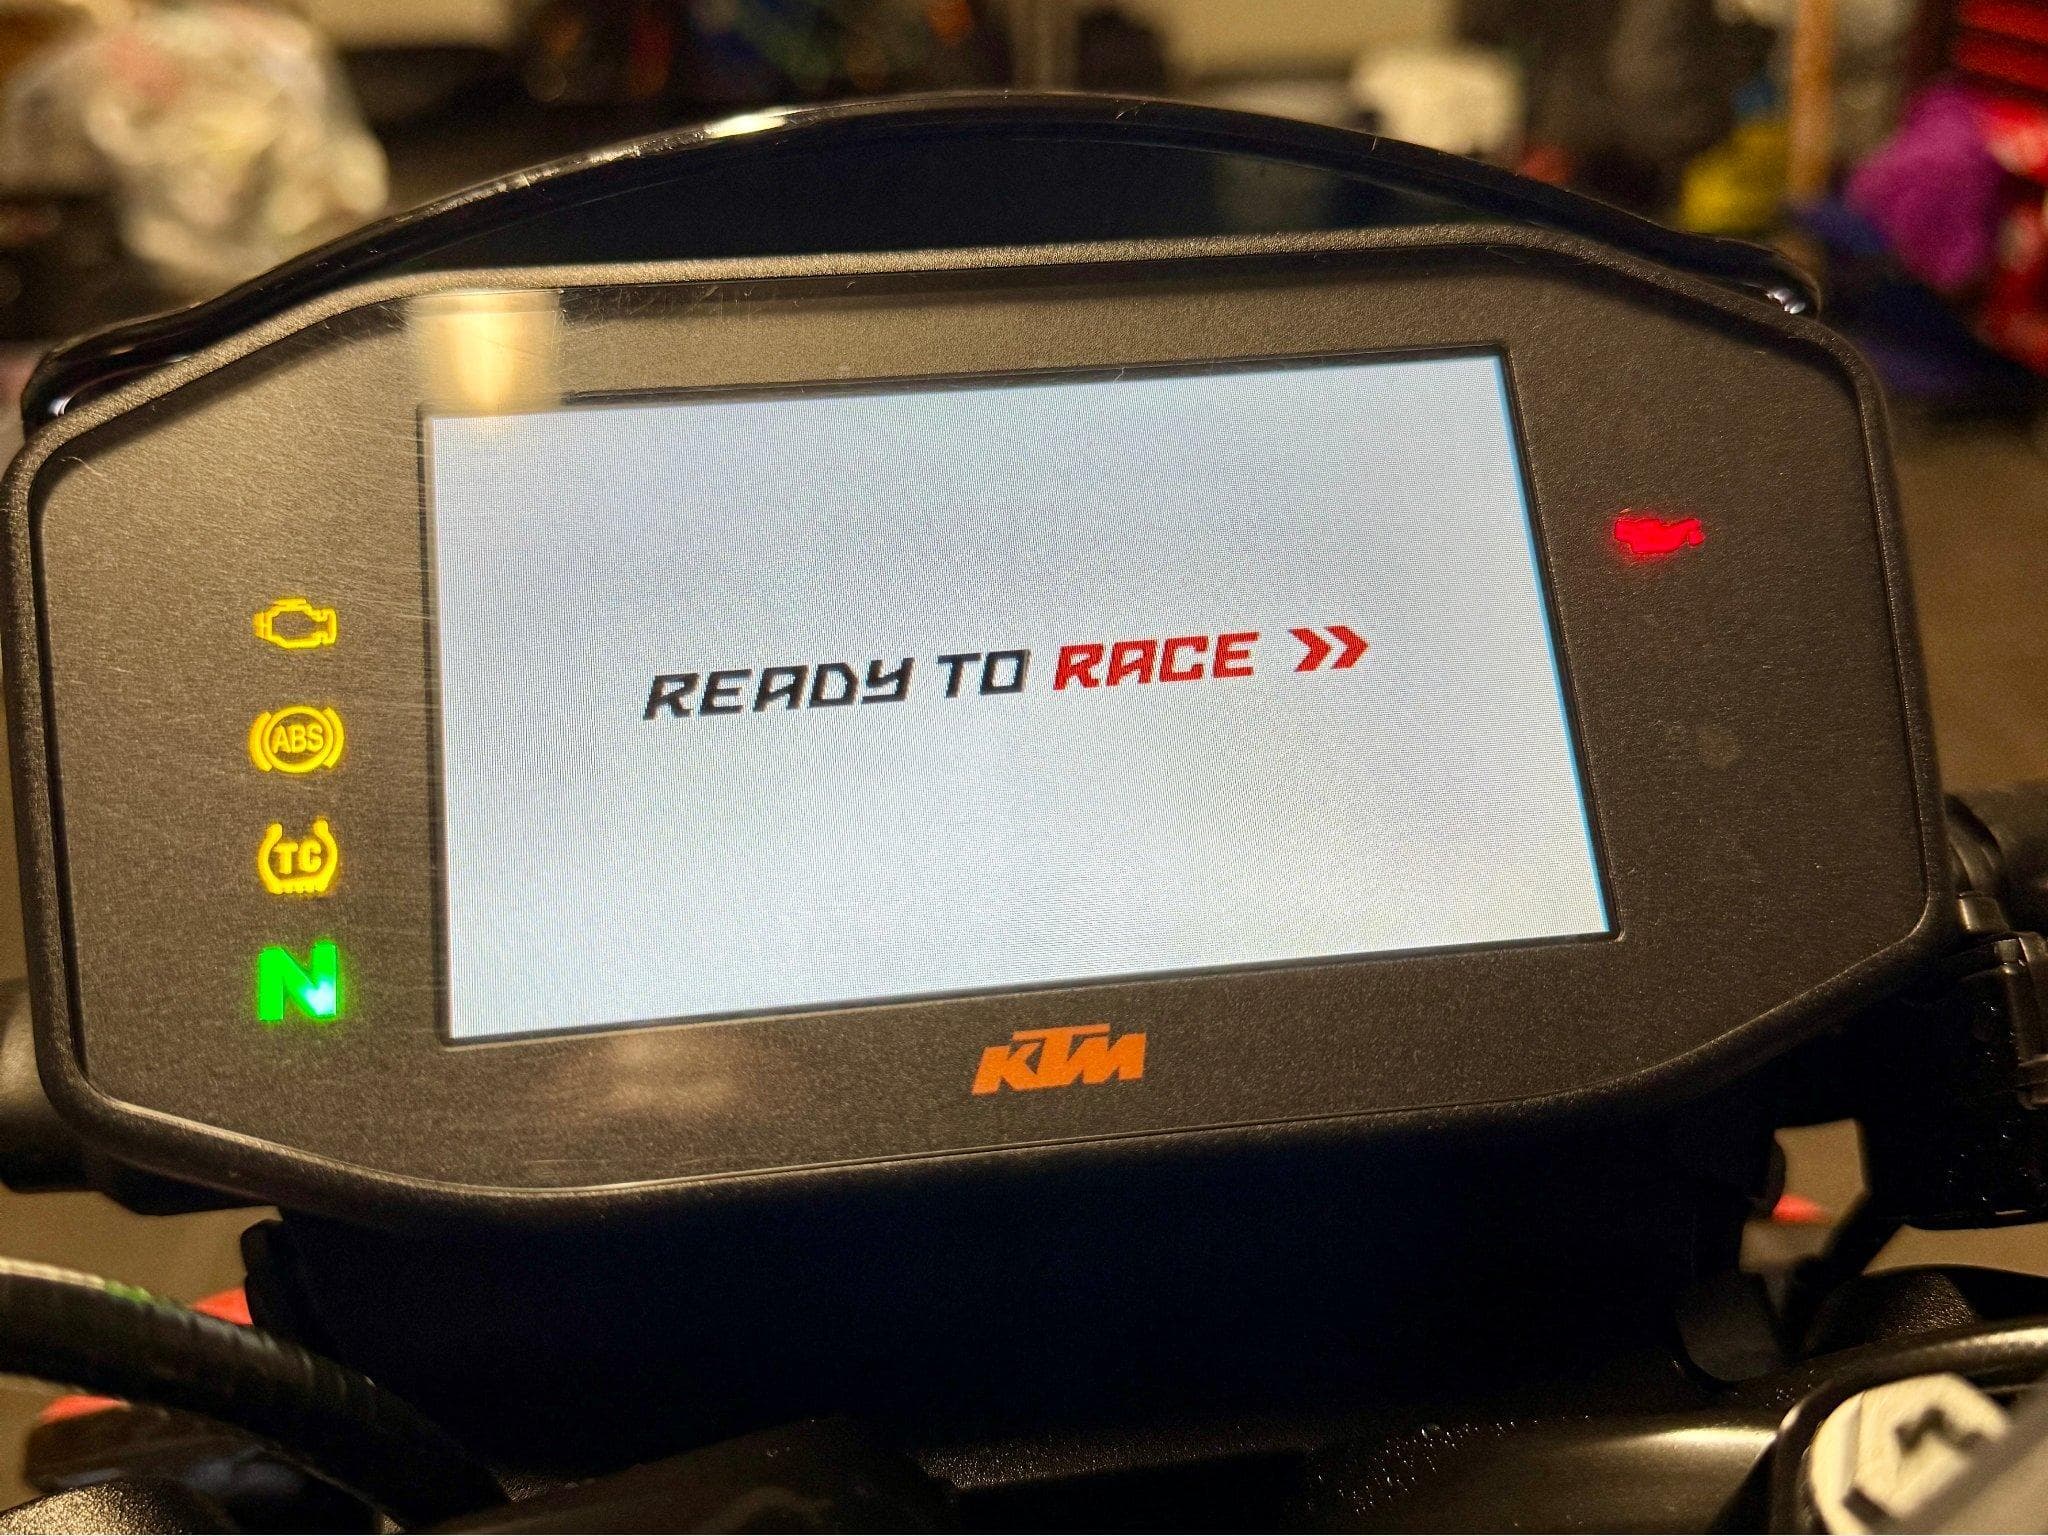 READY TO RACE >>
ABS
TC
N
KTM